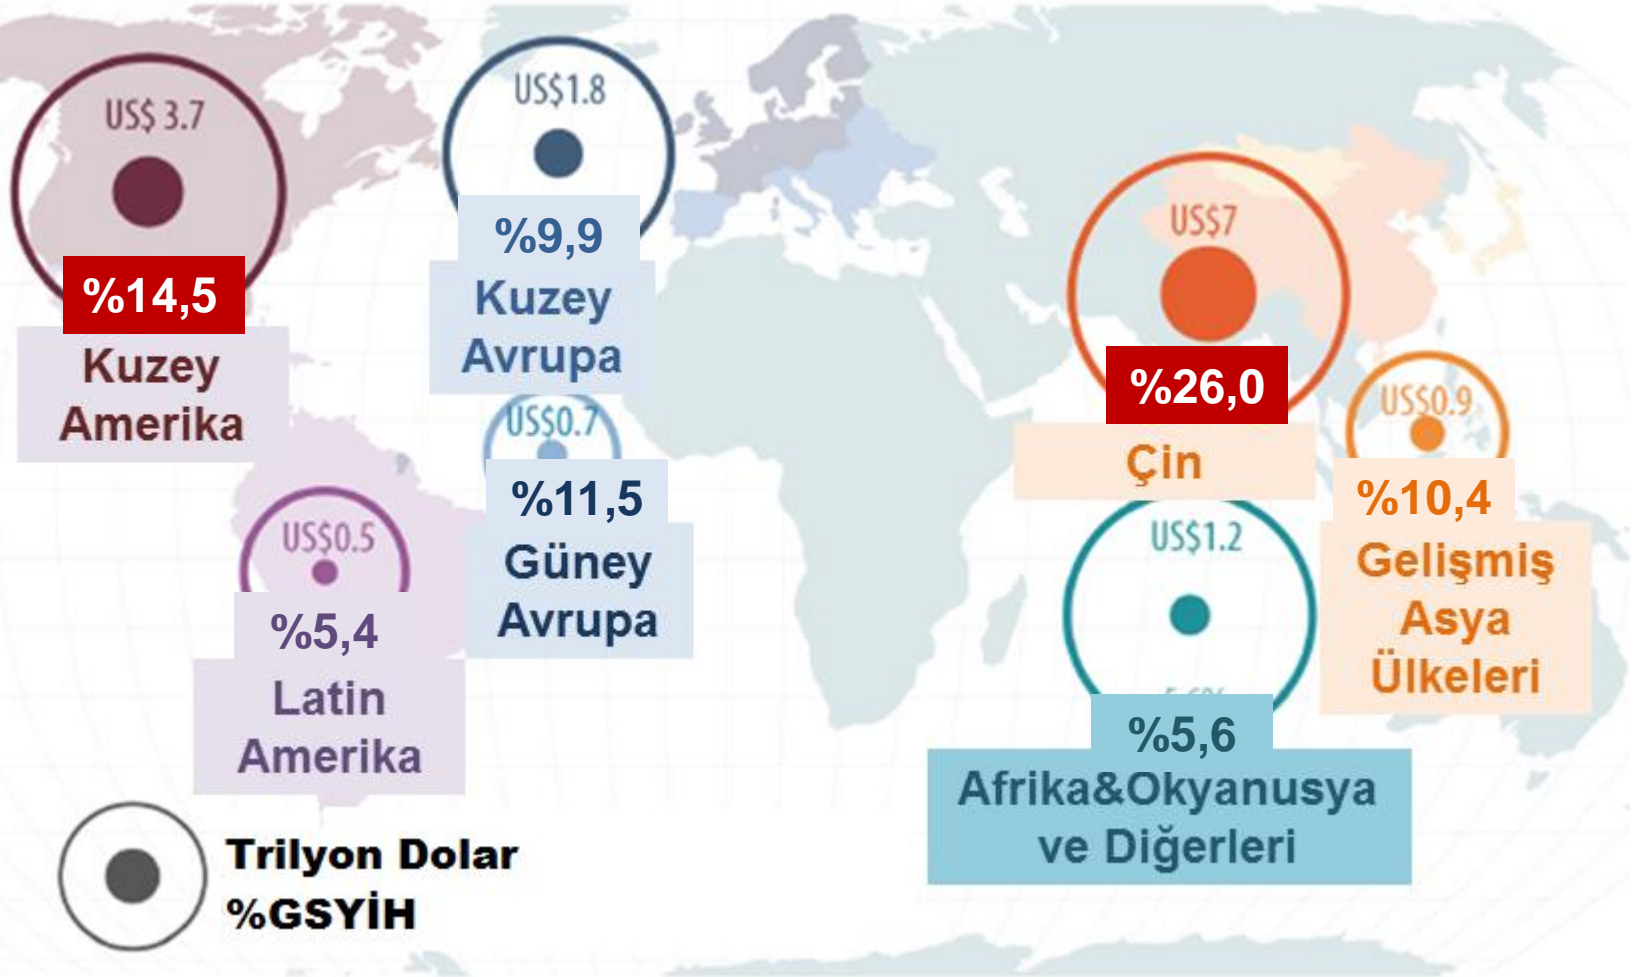 US$ 3.7
%14,5
Kuzey
Amerika
US$1.8
%9,9
Kuzey
Avrupa
US$0.7
%11,5
Güney
Avrupa
US$0.5
%5,4
Latin
Amerika
US$7
%26,0
Çin
US$0.9
%10,4
Gelişmiş
Asya
Ülkeleri
US$1.2
%5,6
Afrika&Okyanusya
ve Diğerleri
Trilyon Dolar
%GSYİH